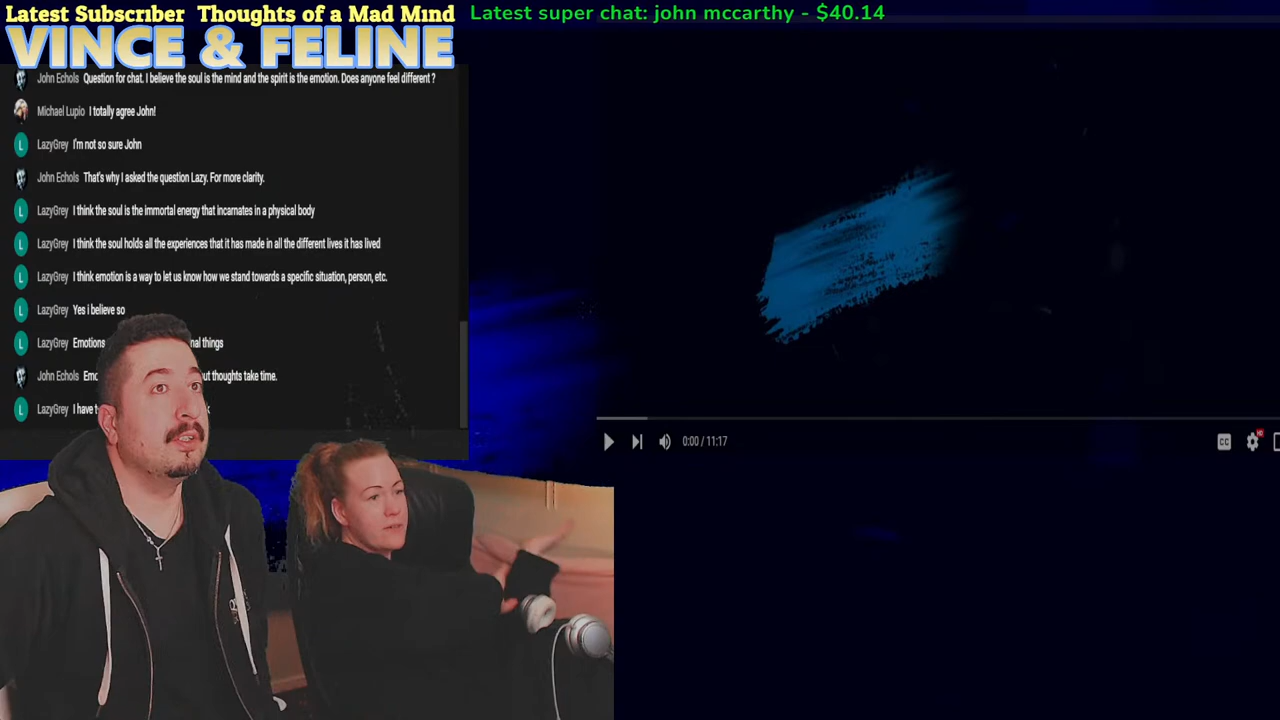 Latest Subscriber Thoughts of a Mad Mind
Latest super chat: john mccarthy - $40.14
VINCE & FELINE
John Echols Question for chat. I believe the soul is the mind and the spirit is the emotion. Does anyone feel different ?
Michael Lupio I totally agree John!
L LazyGrey I'm not so sure John
John Echols That's why I asked the question Lazy. For more clarity.
L LazyGrey I think the soul is the immortal energy that incarnates in a physical body
L LazyGrey I think the soul holds all the experiences that it has made in all the different lives it has lived
L LazyGrey I think emotion is a way to let us know how we stand towards a specific situation, person, etc.
L LazyGrey Yes i believe so
L LazyGrey Emotions things
John Echols thoughts take time.
L LazyGrey I have
0:00 / 11:17
CC
HD